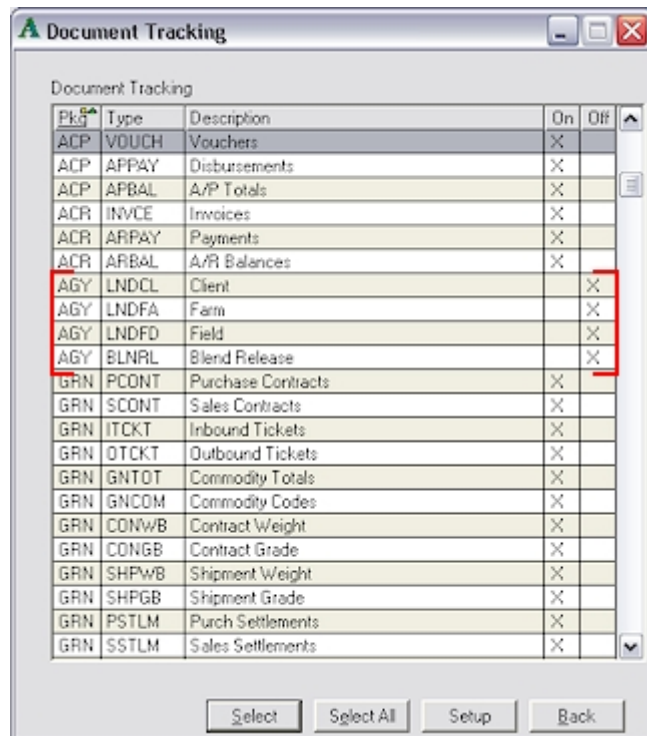 Document Tracking
Document Tracking
Pkg Type Description On Off
ACP VOUCH Vouchers X
ACP APPAY Disbursements X
ACP APBAL A/P Totals X
ACR INVCE Invoices X
ACR ARPAY Payments X
ACR ARBAL A/R Balances X
AGY LNDCL Client X
AGY LNDFA Farm X
AGY LNDFD Field X
AGY BLNRL Blend Release X
GRN PCONT Purchase Contracts X
GRN SCONT Sales Contracts X
GRN ITCKT Inbound Tickets X
GRN OTCKT Outbound Tickets X
GRN GNTOT Commodity Totals X
GRN GNCOM Commodity Codes X
GRN CONWB Contract Weight X
GRN CONGB Contract Grade X
GRN SHPWB Shipment Weight X
GRN SHPGB Shipment Grade X
GRN PSTLM Purch Settlements X
GRN SSTLM Sales Settlements X
Select Select All Setup Back